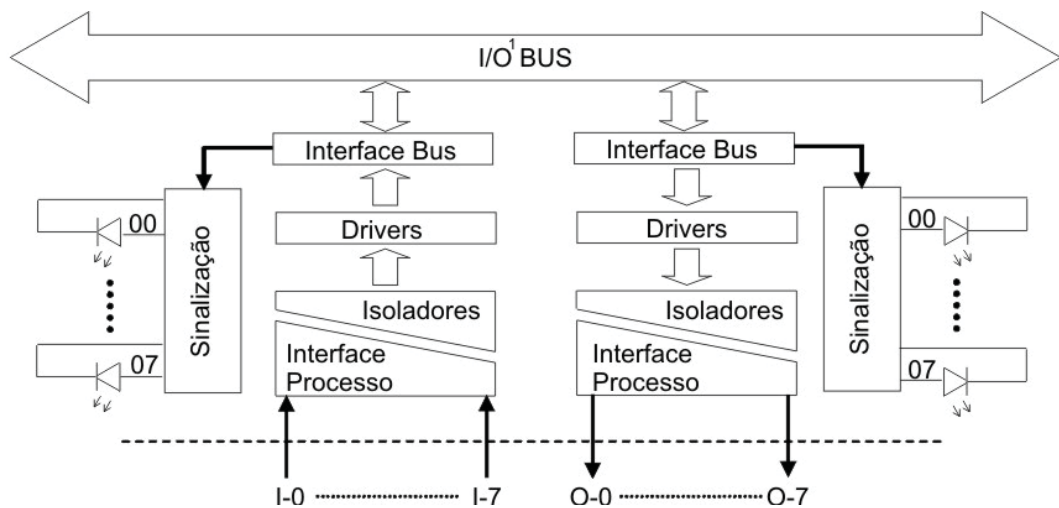 I/O¹ BUS
Interface Bus
Interface Bus
00
Sinalização
07
Drivers
Isoladores
Interface
Processo
Drivers
Isoladores
Interface
Processo
Sinalização
00
07
I-0 I-7
O-0 O-7